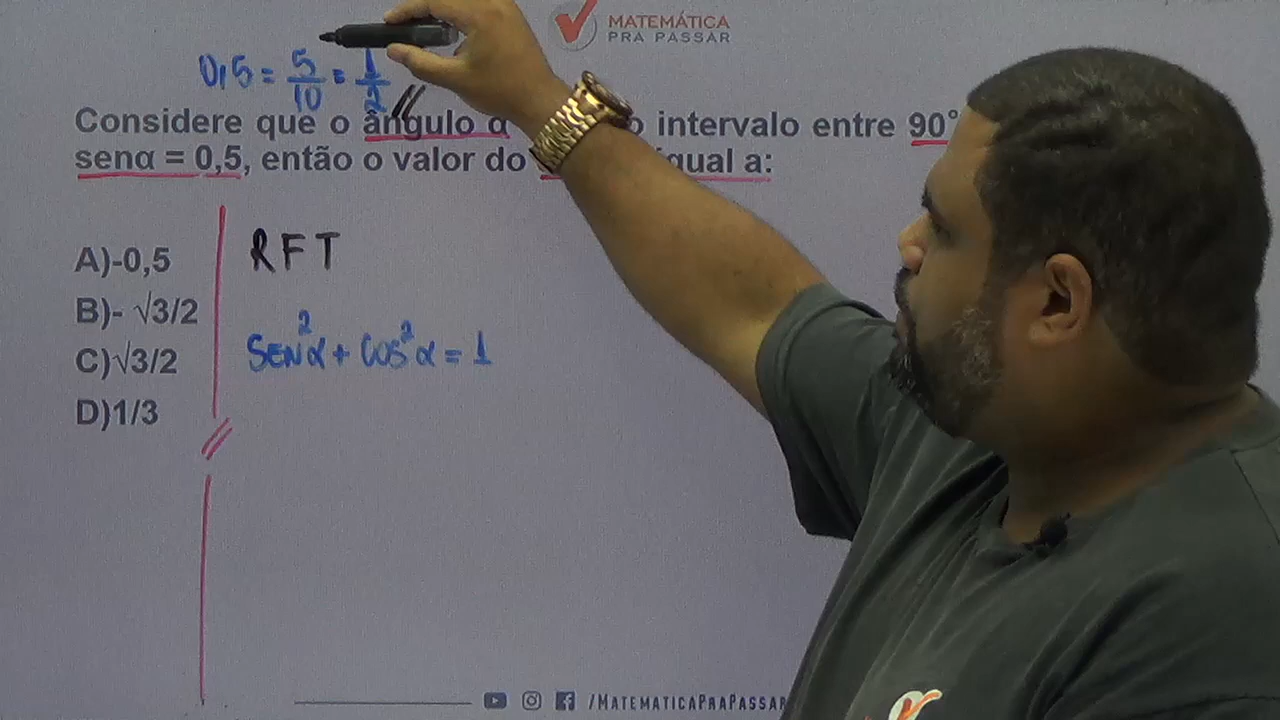 MATEMÁTICA
PRA PASSAR
0,5 = 5/10 = 1/2 //
Considere que o ângulo α intervalo entre 90°
senα = 0,5, então o valor do igual a:
A)-0,5
B)- √3/2
C)√3/2
D)1/3
RFT
SEN²α + COS²α = 1
/MATEMATICAPRAPASSAR